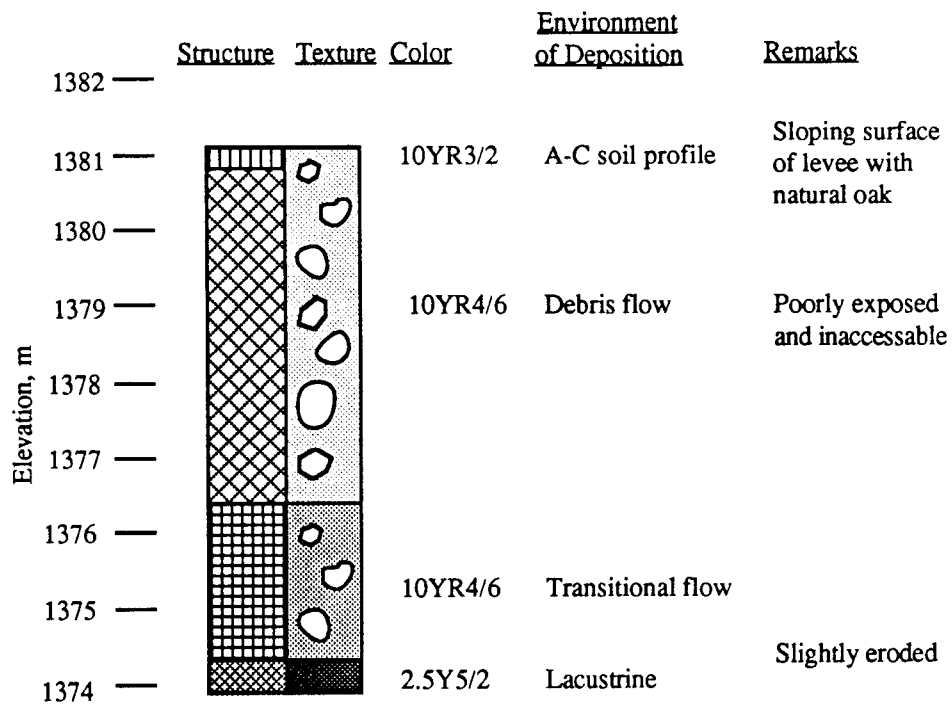 Environment
Structure Texture Color of Deposition Remarks
1382
1381 10YR3/2 A-C soil profile Sloping surface
of levee with
natural oak
1380
1379 10YR4/6 Debris flow Poorly exposed
and inaccessable
Elevation, m
1378
1377
1376
10YR4/6 Transitional flow
1375
Slightly eroded
1374 2.5Y5/2 Lacustrine